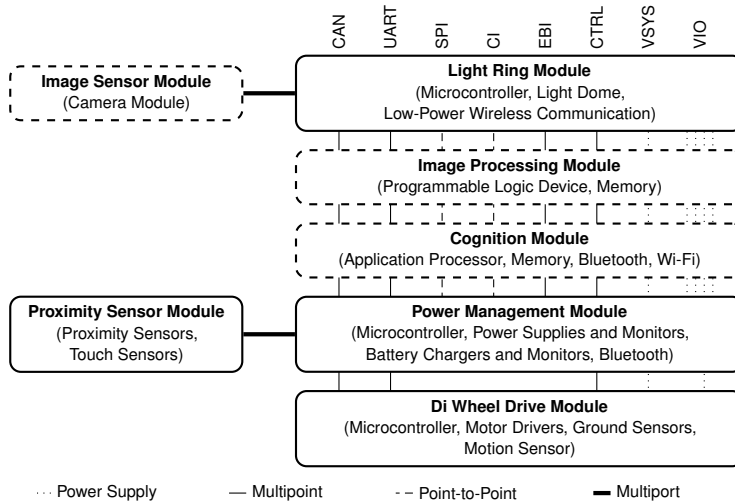 CAN UART SPI CI EBI CTRL VSYS VIO
Image Sensor Module
(Camera Module)
Light Ring Module
(Microcontroller, Light Dome,
Low-Power Wireless Communication)
Image Processing Module
(Programmable Logic Device, Memory)
Cognition Module
(Application Processor, Memory, Bluetooth, Wi-Fi)
Proximity Sensor Module
(Proximity Sensors,
Touch Sensors)
Power Management Module
(Microcontroller, Power Supplies and Monitors,
Battery Chargers and Monitors, Bluetooth)
Di Wheel Drive Module
(Microcontroller, Motor Drivers, Ground Sensors,
Motion Sensor)
Power Supply Multipoint Point-to-Point Multiport